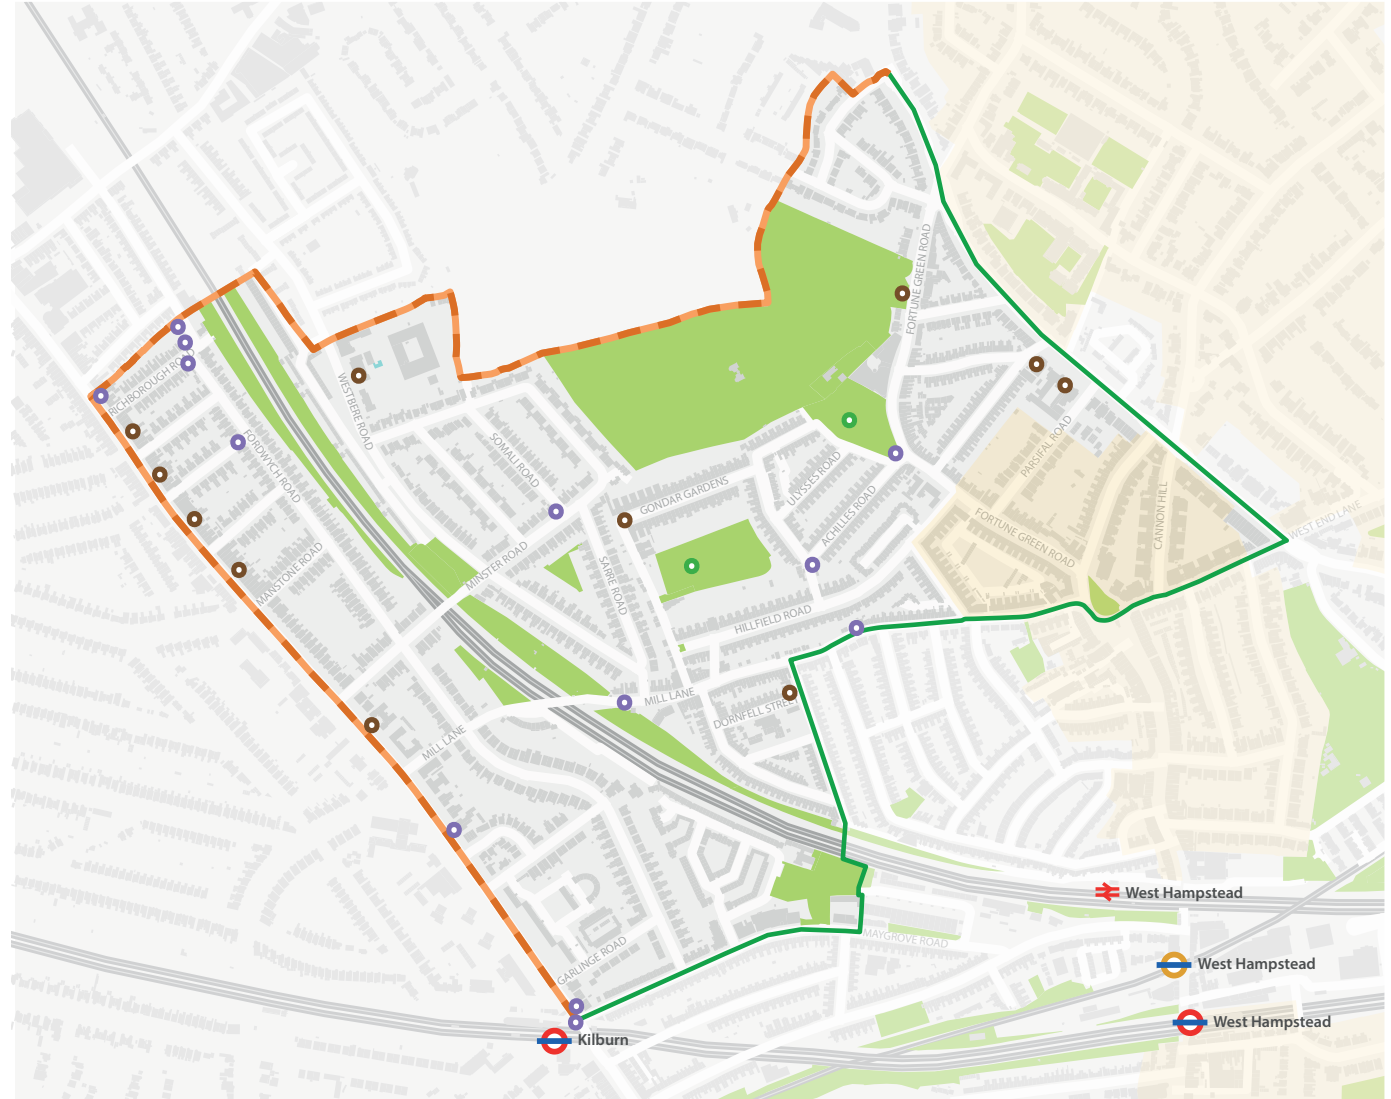 FORTUNE GREEN ROAD
RICHBOROUGH ROAD
WESTBERE ROAD
FORDWYCH ROAD
SOMALI ROAD
PARSIFAL ROAD
GONDAR GARDENS
ULYSSES ROAD
ACHILLES ROAD
CANNON HILL
WEST END LANE
FORTUNE GREEN ROAD
MANSTONE ROAD
MINSTER ROAD
SARRE ROAD
HILLFIELD ROAD
MILL LANE
DORNFELL STREET
MILL LANE
West Hampstead
MAYGROVE ROAD
GARLINGE ROAD
West Hampstead
West Hampstead
Kilburn